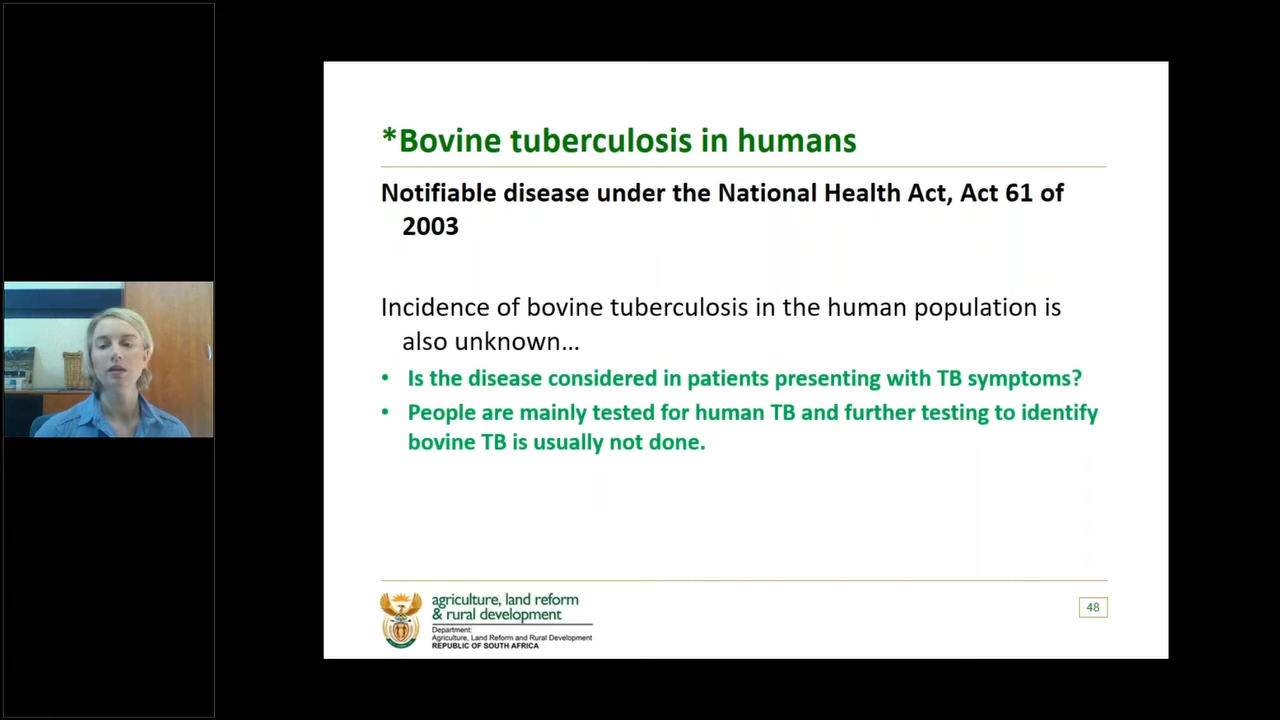 *Bovine tuberculosis in humans
Notifiable disease under the National Health Act, Act 61 of
2003
Incidence of bovine tuberculosis in the human population is
also unknown...
• Is the disease considered in patients presenting with TB symptoms?
• People are mainly tested for human TB and further testing to identify
bovine TB is usually not done.
agriculture, land reform
& rural development
Department:
Agriculture, Land Reform and Rural Development
REPUBLIC OF SOUTH AFRICA
48